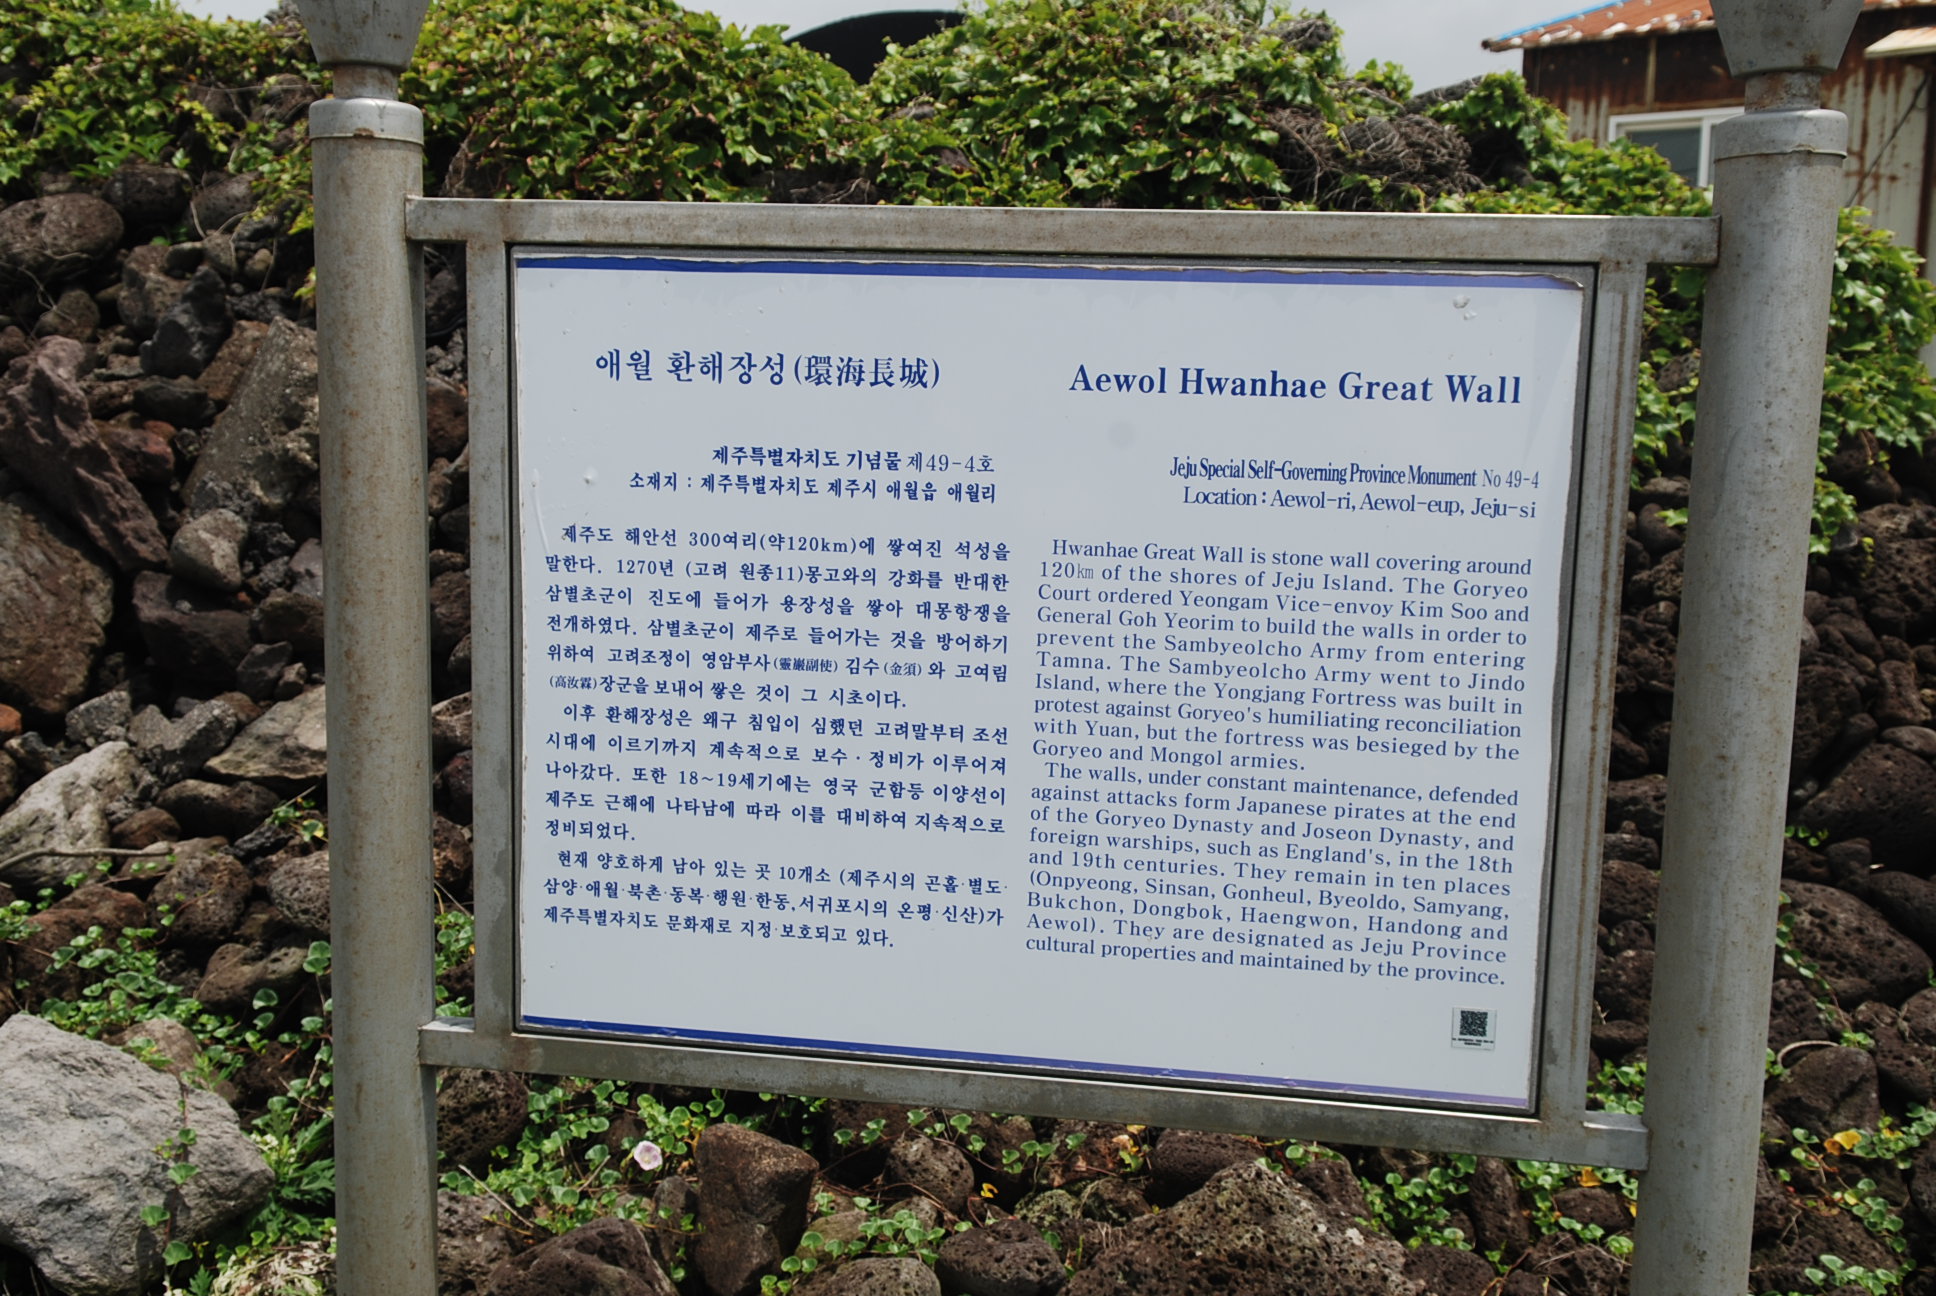 애월 환해장성(環海長城)
제주특별자치도 기념물 제49-4호
소재지 : 제주특별자치도 제주시 애월읍 애월리
제주도 해안선 300여리(약120km)에 쌓여진 석성을
말한다. 1270년 (고려 원종11)몽고와의 강화를 반대한
삼별초군이 진도에 들어가 용장성을 쌓아 대몽항쟁을
전개하였다. 삼별초군이 제주로 들어가는 것을 방어하기
위하여 고려조정이 영암부사(靈巖副使) 김수(金須)와 고여림
(高汝霖)장군을 보내어 쌓은 것이 그 시초이다.
이후 환해장성은 왜구 침입이 심했던 고려말부터 조선
시대에 이르기까지 계속적으로 보수·정비가 이루어져
나아갔다. 또한 18~19세기에는 영국 군함등 이양선이
제주도 근해에 나타남에 따라 이를 대비하여 지속적으로
정비되었다.
현재 양호하게 남아 있는 곳 10개소 (제주시의 곤흘·별도·
삼양·애월·북촌·동복·행원·한동,서귀포시의 온평·신산)가
제주특별자치도 문화재로 지정·보호되고 있다.
Aewol Hwanhae Great Wall
Jeju Special Self-Governing Province Monument No 49-4
Location : Aewol-ri, Aewol-eup, Jeju-si
Hwanhae Great Wall is stone wall covering around
120㎞ of the shores of Jeju Island. The Goryeo
Court ordered Yeongam Vice-envoy Kim Soo and
General Goh Yeorim to build the walls in order to
prevent the Sambyeolcho Army from entering
Tamna. The Sambyeolcho Army went to Jindo
Island, where the Yongjang Fortress was built in
protest against Goryeo's humiliating reconciliation
with Yuan, but the fortress was besieged by the
Goryeo and Mongol armies.
The walls, under constant maintenance, defended
against attacks form Japanese pirates at the end
of the Goryeo Dynasty and Joseon Dynasty, and
foreign warships, such as England's, in the 18th
and 19th centuries. They remain in ten places
(Onpyeong, Sinsan, Gonheul, Byeoldo, Samyang,
Bukchon, Dongbok, Haengwon, Handong and
Aewol). They are designated as Jeju Province
cultural properties and maintained by the province.